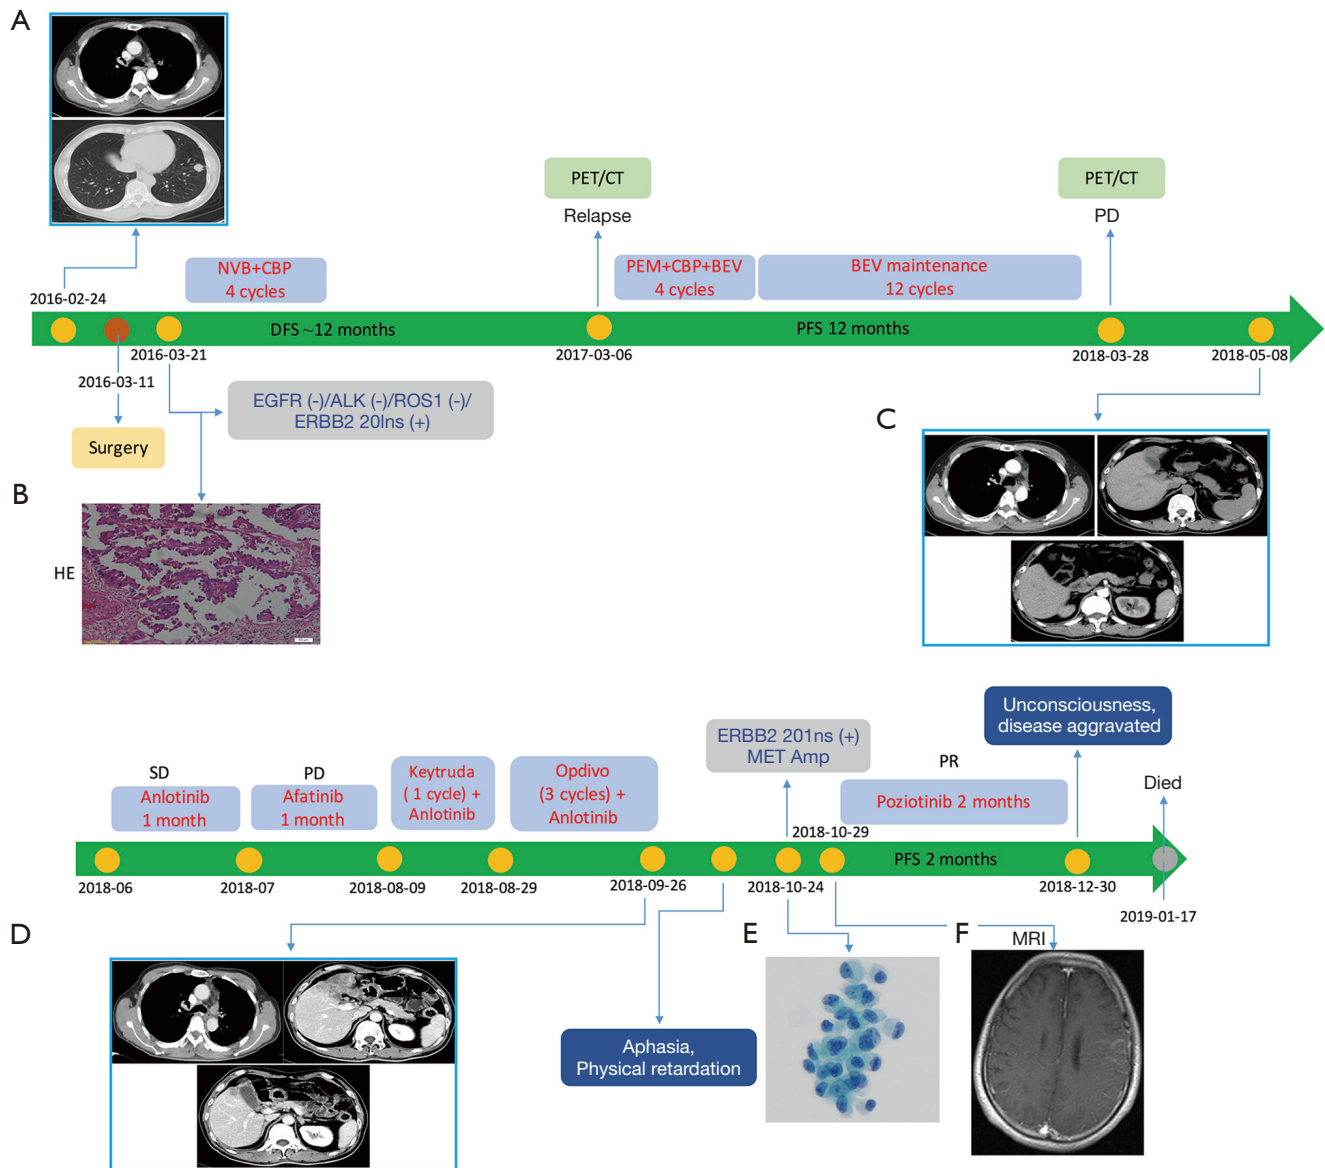 A
PET/CT
Relapse
PET/CT
PD
NVB+CBP
4 cycles
PEM+CBP+BEV
4 cycles
BEV maintenance
12 cycles
2016-02-24
DFS ~12 months
PFS 12 months
2016-03-21
2017-03-06
2018-03-28
2018-05-08
2016-03-11
Surgery
EGFR (-)/ALK (-)/ROS1 (-)/
ERBB2 20Ins (+)
C
B
HE
SD
Anlotinib
1 month
PD
Afatinib
1 month
Keytruda
( 1 cycle) +
Anlotinib
Opdivo
(3 cycles) +
Anlotinib
ERBB2 201ns (+)
MET Amp
PR
Poziotinib 2 months
Unconsciousness,
disease aggravated
Died
2018-10-29
PFS 2 months
2018-06
2018-07
2018-08-09
2018-08-29
2018-09-26
2018-10-24
2018-12-30
2019-01-17
D
Aphasia,
Physical retardation
E
F
MRI